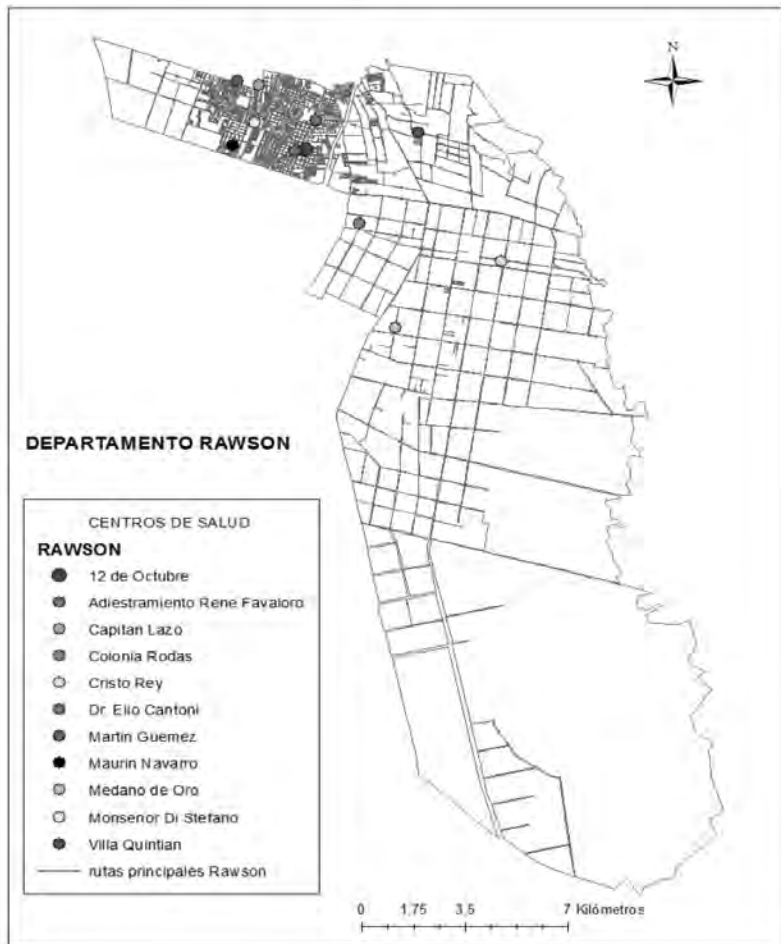 N
DEPARTAMENTO RAWSON
CENTROS DE SALUD
RAWSON
12 de Octubre
Adiestramiento Rene Favaloro
Capitan Lazo
Colonia Rodas
Cristo Rey
Dr. Elio Cantoni
Martin Guemez
Maurin Navarro
Medano de Oro
Monsenor Di Stefano
Villa Quintian
rutas principales Rawson
0 1,75 3,5 7 Kilómetros